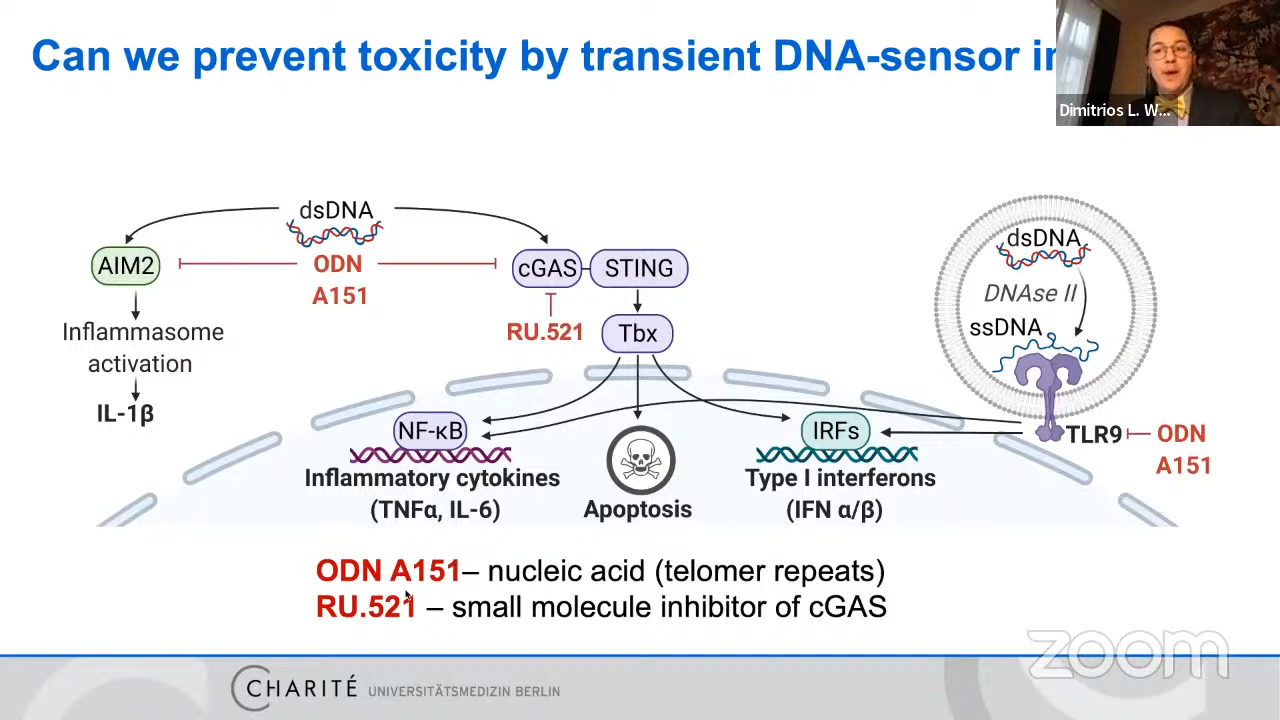 Can we prevent toxicity by transient DNA-sensor in
Dimitrios L. W...
dsDNA
AIM2
ODN
A151
cGAS
STING
RU.521
Tbx
Inflammasome
activation
IL-1β
NF-κB
Inflammatory cytokines
(TNFα, IL-6)
Apoptosis
IRFs
Type I interferons
(IFN α/β)
dsDNA
DNAse II
ssDNA
TLR9
ODN
A151
ODN A151– nucleic acid (telomer repeats)
RU.521 – small molecule inhibitor of cGAS
zoom
CHARITÉ UNIVERSITÄTSMEDIZIN BERLIN